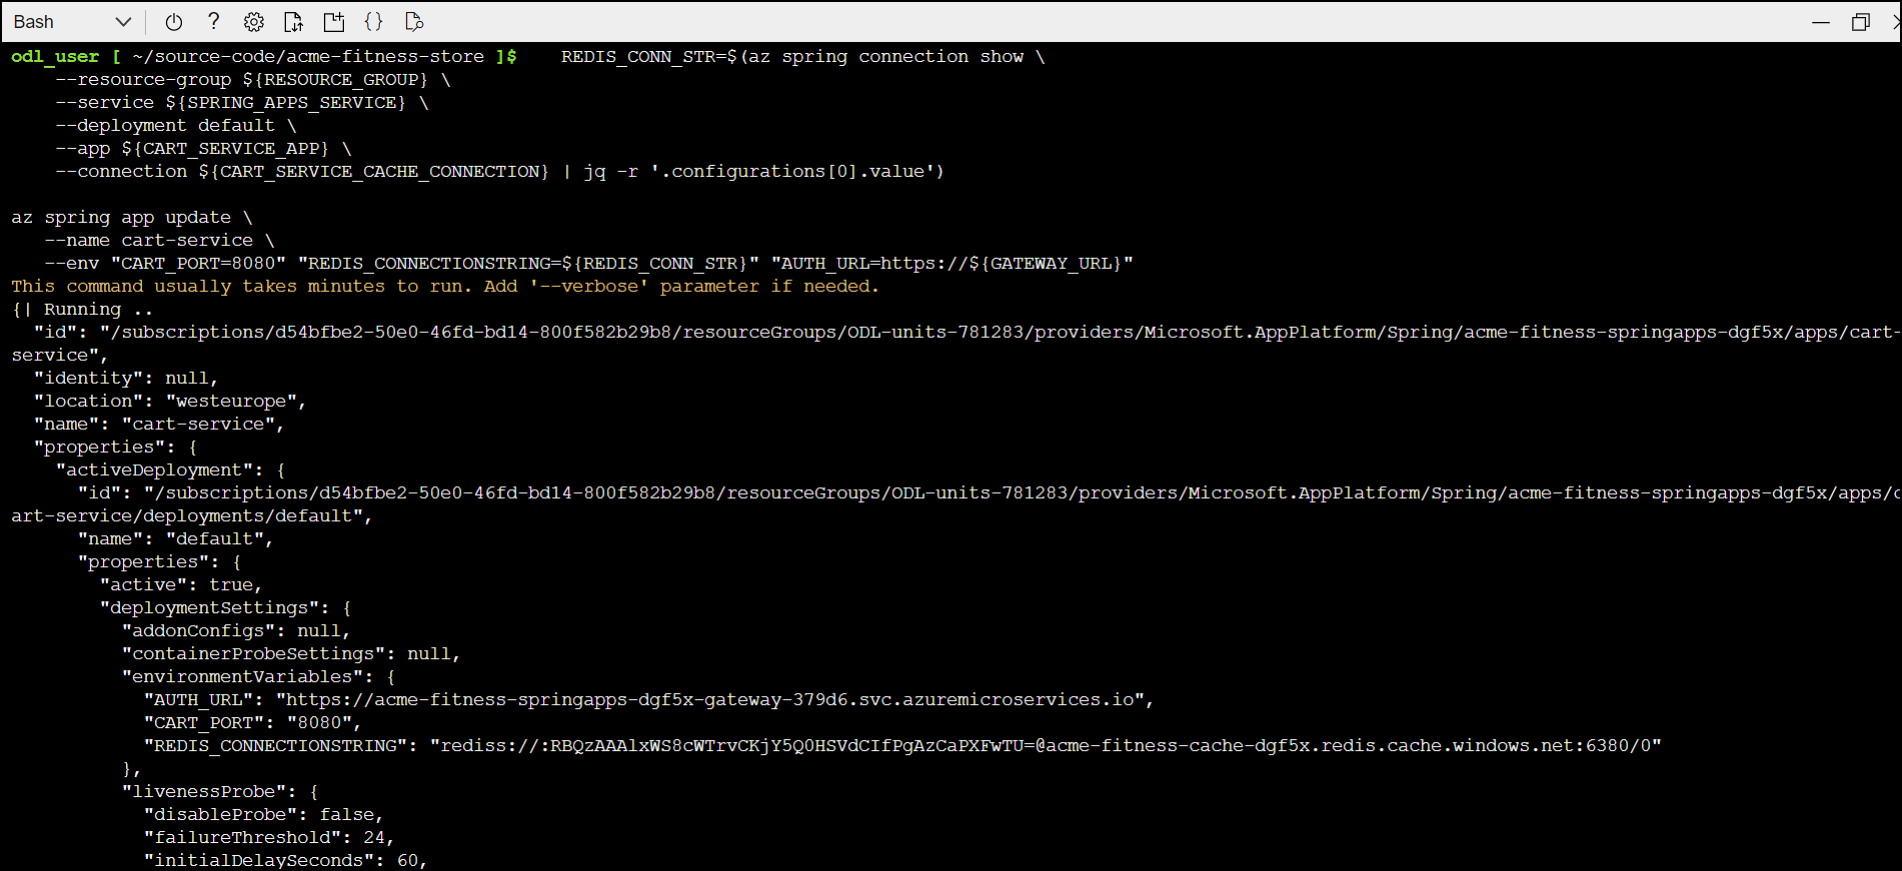 Bash
odl_user [ ~/source-code/acme-fitness-store ]$    REDIS_CONN_STR=$(az spring connection show \
    --resource-group ${RESOURCE_GROUP} \
    --service ${SPRING_APPS_SERVICE} \
    --deployment default \
    --app ${CART_SERVICE_APP} \
    --connection ${CART_SERVICE_CACHE_CONNECTION} | jq -r '.configurations[0].value')
az spring app update \
   --name cart-service \
   --env "CART_PORT=8080" "REDIS_CONNECTIONSTRING=${REDIS_CONN_STR}" "AUTH_URL=https://${GATEWAY_URL}"
This command usually takes minutes to run. Add '--verbose' parameter if needed.
{| Running ..
  "id": "/subscriptions/d54bfbe2-50e0-46fd-bd14-800f582b29b8/resourceGroups/ODL-units-781283/providers/Microsoft.AppPlatform/Spring/acme-fitness-springapps-dgf5x/apps/cart-
service",
  "identity": null,
  "location": "westeurope",
  "name": "cart-service",
  "properties": {
    "activeDeployment": {
      "id": "/subscriptions/d54bfbe2-50e0-46fd-bd14-800f582b29b8/resourceGroups/ODL-units-781283/providers/Microsoft.AppPlatform/Spring/acme-fitness-springapps-dgf5x/apps/c
art-service/deployments/default",
      "name": "default",
      "properties": {
        "active": true,
        "deploymentSettings": {
          "addonConfigs": null,
          "containerProbeSettings": null,
          "environmentVariables": {
            "AUTH_URL": "https://acme-fitness-springapps-dgf5x-gateway-379d6.svc.azuremicroservices.io",
            "CART_PORT": "8080",
            "REDIS_CONNECTIONSTRING": "rediss://:RBQzAAAlxWS8cWTrvCKjY5Q0HSVdCIfPgAzCaPXFwTU=@acme-fitness-cache-dgf5x.redis.cache.windows.net:6380/0"
          },
          "livenessProbe": {
            "disableProbe": false,
            "failureThreshold": 24,
            "initialDelaySeconds": 60,